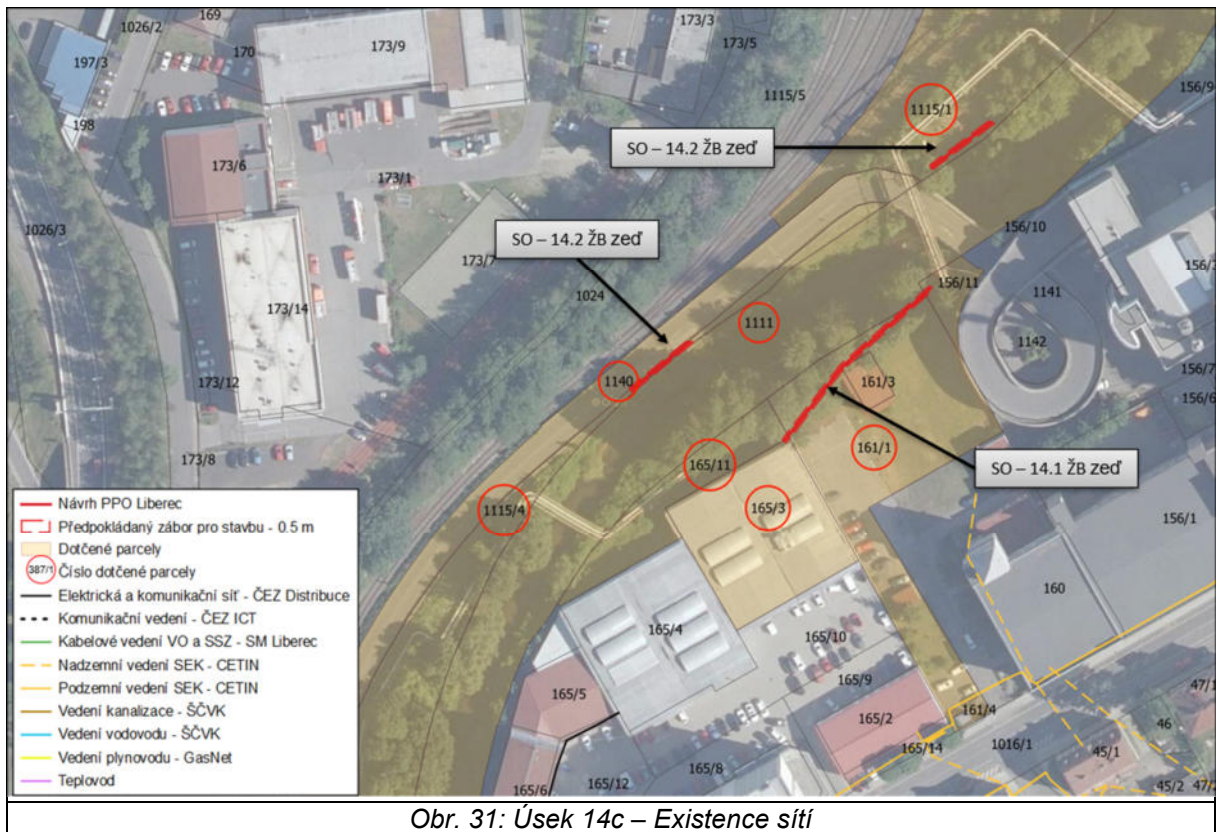 169
1026/2
173/3
197/3
170
173/9
173/5
1115/5
156/9
1115/1
198
SO – 14.2 ŽB zeď
173/6
173/1
1026/3
SO – 14.2 ŽB zeď
156/10
173/7
156/11
1141
1024
173/14
1111
1142
1140
161/3
156/7
173/12
156/6
161/1
173/8
165/11
SO – 14.1 ŽB zeď
1115/4
165/3
156/1
160
165/4
165/10
165/5
165/9
47/1
165/2
161/4
46
1016/1
165/14
45/1
165/8
165/12
165/6
45/2
Návrh PPO Liberec
Předpokládaný zábor pro stavbu - 0.5 m
Dotčené parcely
387/1 Číslo dotčené parcely
Elektrická a komunikační síť - ČEZ Distribuce
Komunikační vedení - ČEZ ICT
Kabelové vedení VO a SSZ - SM Liberec
Nadzemní vedení SEK - CETIN
Podzemní vedení SEK - CETIN
Vedení kanalizace - ŠČVK
Vedení vodovodu - ŠČVK
Vedení plynovodu - GasNet
Teplovod
Obr. 31: Úsek 14c – Existence sítí